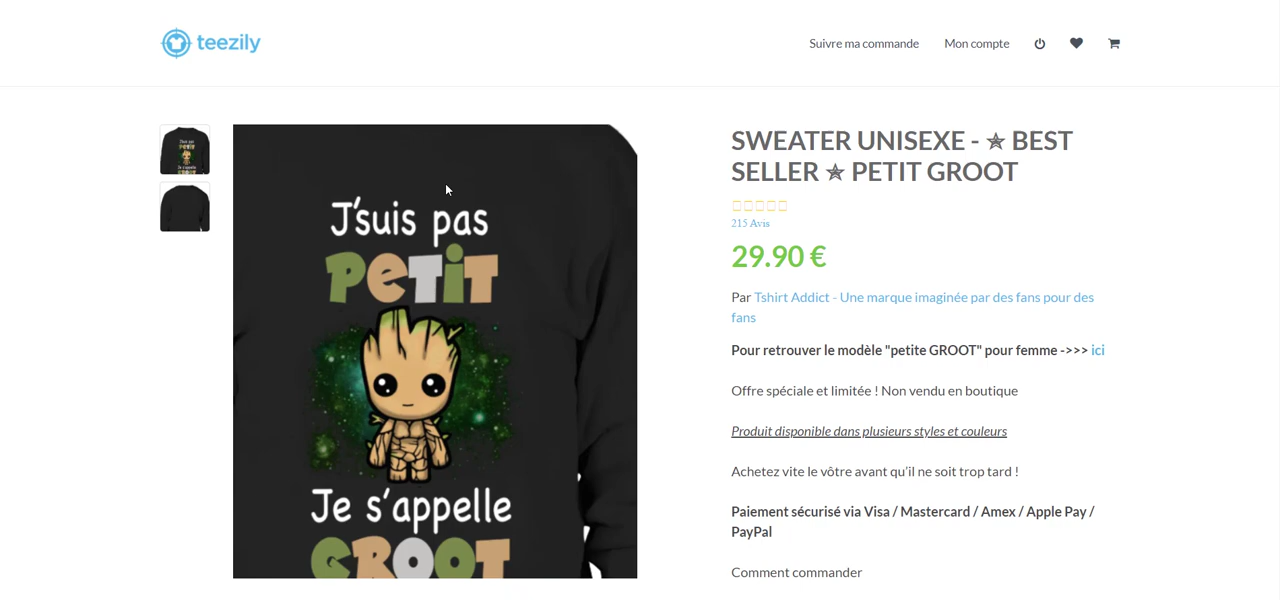 teezily
Suivre ma commande
Mon compte
J'suis pas
PETIT
Je s'appelle
GROOT
SWEATER UNISEXE - ✯ BEST
SELLER ✯ PETIT GROOT
215 Avis
29.90 €
Par Tshirt Addict - Une marque imaginée par des fans pour des
fans
Pour retrouver le modèle "petite GROOT" pour femme ->>> ici
Offre spéciale et limitée ! Non vendu en boutique
Produit disponible dans plusieurs styles et couleurs
Achetez vite le vôtre avant qu'il ne soit trop tard !
Paiement sécurisé via Visa / Mastercard / Amex / Apple Pay /
PayPal
Comment commander